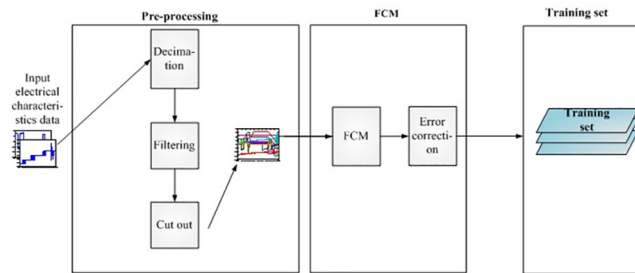 Pre-processing
FCM
Training set
Input
electrical
characteri-
stics data
Decima-
tion
Filtering
Cut out
FCM
Error
correcti-
on
Training
set